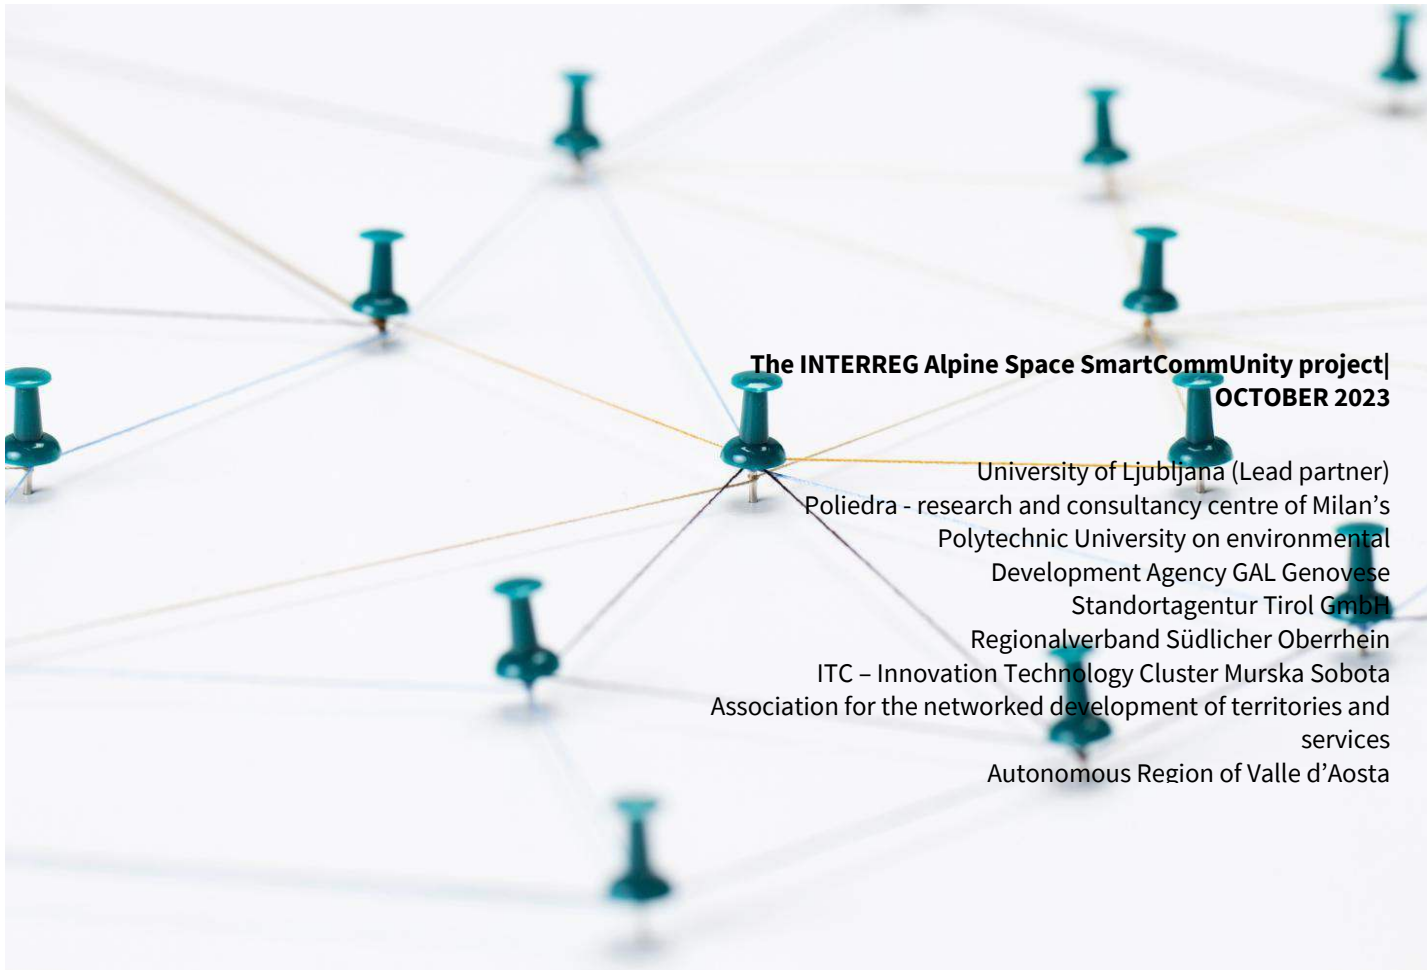 The INTERREG Alpine Space SmartCommUnity project|
OCTOBER 2023
University of Ljubljana (Lead partner)
Poliedra - research and consultancy centre of Milan’s
Polytechnic University on environmental
Development Agency GAL Genovese
Standortagentur Tirol GmbH
Regionalverband Südlicher Oberrhein
ITC – Innovation Technology Cluster Murska Sobota
Association for the networked development of territories and
services
Autonomous Region of Valle d’Aosta